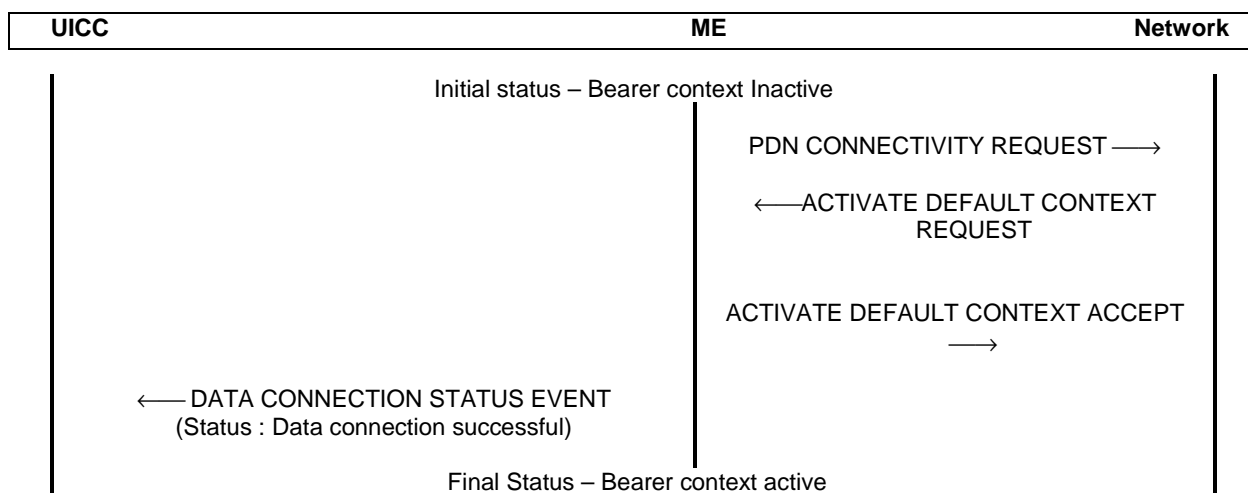 UICC ME Network
Initial status – Bearer context Inactive
PDN CONNECTIVITY REQUEST ⟶
⟵ACTIVATE DEFAULT CONTEXT
REQUEST
ACTIVATE DEFAULT CONTEXT ACCEPT
⟶
⟵ DATA CONNECTION STATUS EVENT
(Status : Data connection successful)
Final Status – Bearer context active